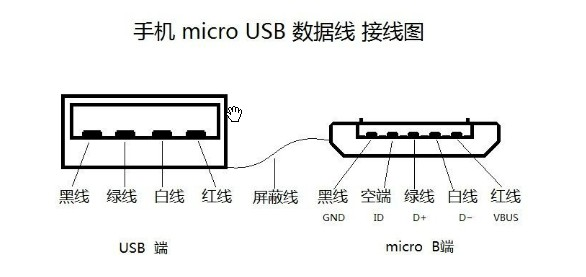 手机 micro USB 数据线 接线图
黑线 绿线 白线 红线 屏蔽线 黑线 空端 绿线 白线 红线
GND ID D+ D− VBUS
USB 端 micro B端